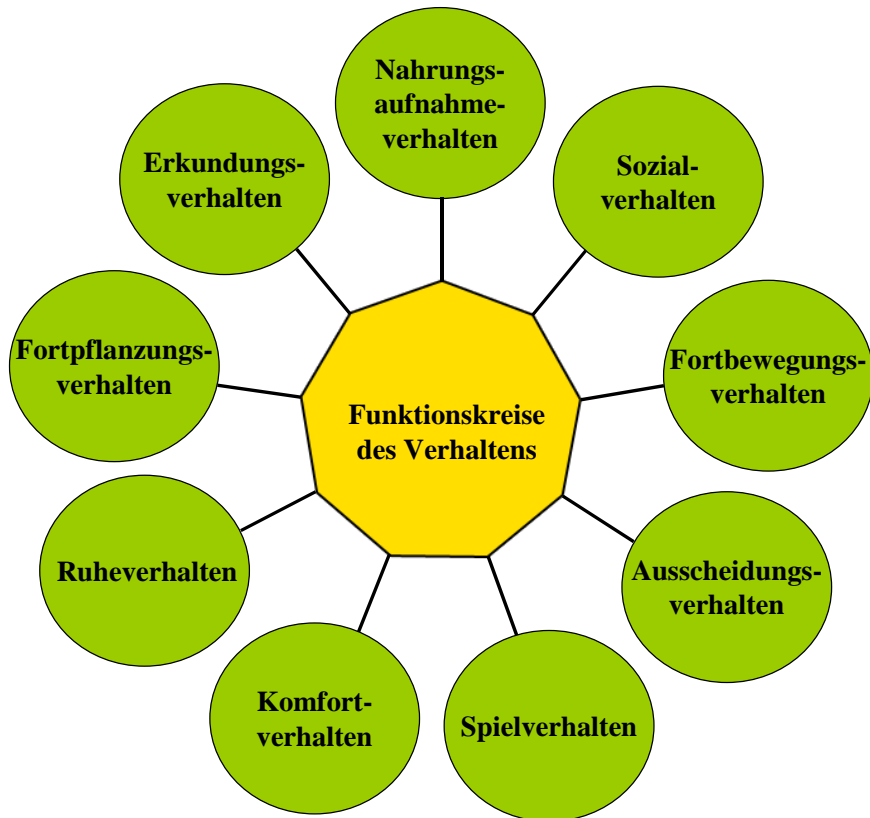 Nahrungs-
aufnahme-
verhalten
Sozial-
verhalten
Fortbewegungs-
verhalten
Ausscheidungs-
verhalten
Spielverhalten
Komfort-
verhalten
Ruheverhalten
Fortpflanzungs-
verhalten
Erkundungs-
verhalten
Funktionskreise
des Verhaltens